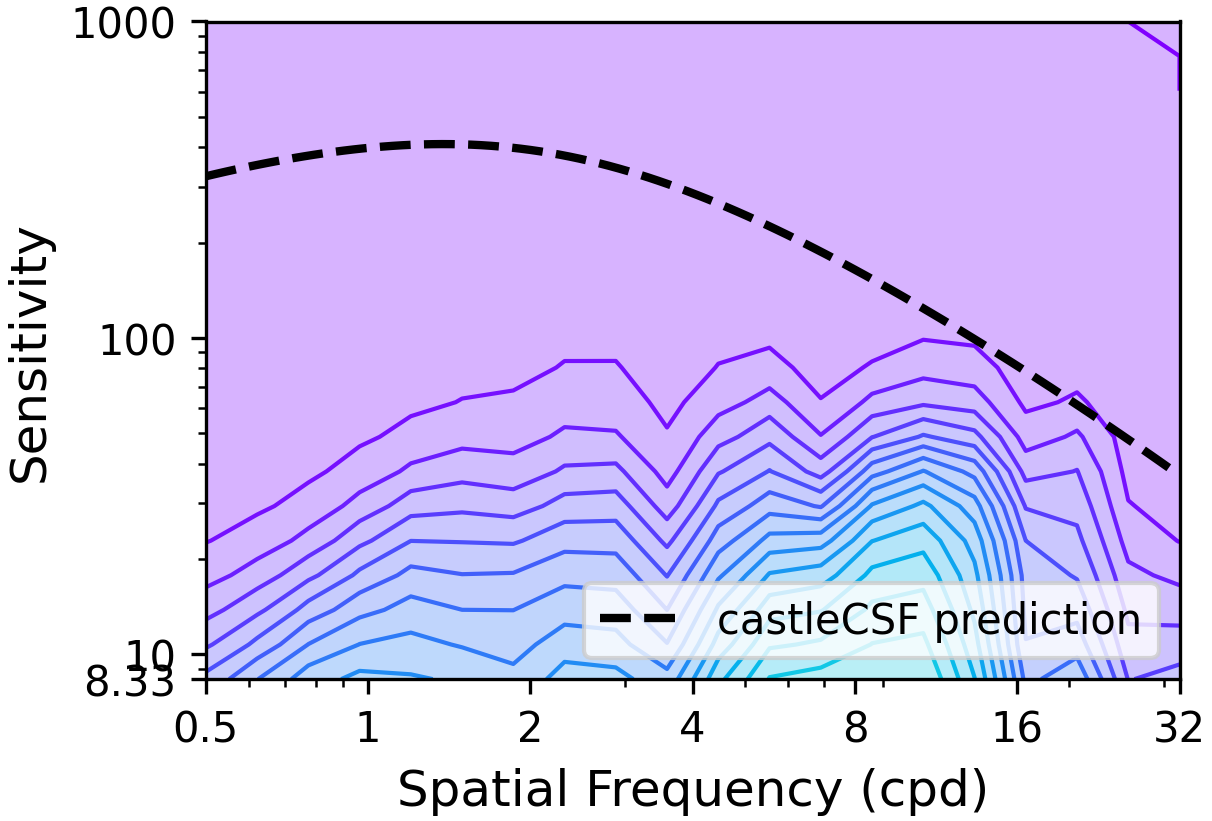 1000
100
10
8.33
Sensitivity
castleCSF prediction
0.5 1 2 4 8 16 32
Spatial Frequency (cpd)